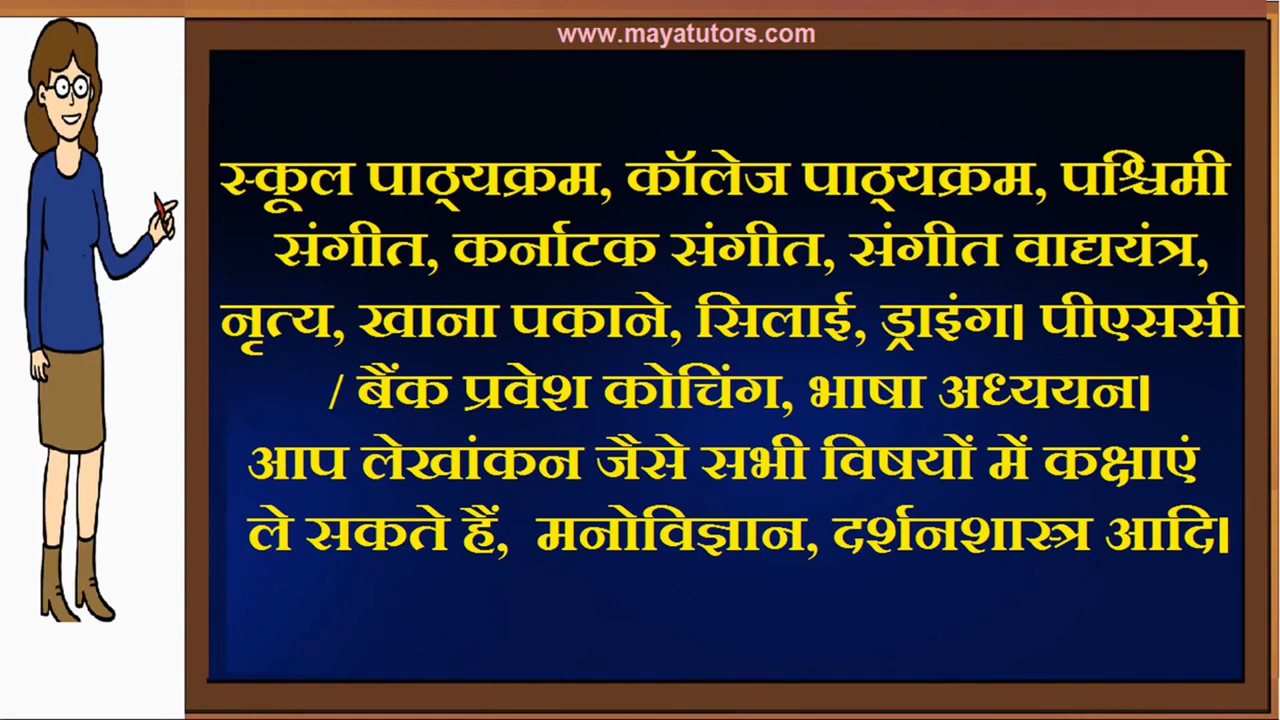 www.mayatutors.com
स्कूल पाठ्यक्रम, कॉलेज पाठ्यक्रम, पश्चिमी
संगीत, कर्नाटक संगीत, संगीत वाद्ययंत्र,
नृत्य, खाना पकाने, सिलाई, ड्राइंग। पीएससी
/ बैंक प्रवेश कोचिंग, भाषा अध्ययन।
आप लेखांकन जैसे सभी विषयों में कक्षाएं
ले सकते हैं, मनोविज्ञान, दर्शनशास्त्र आदि।